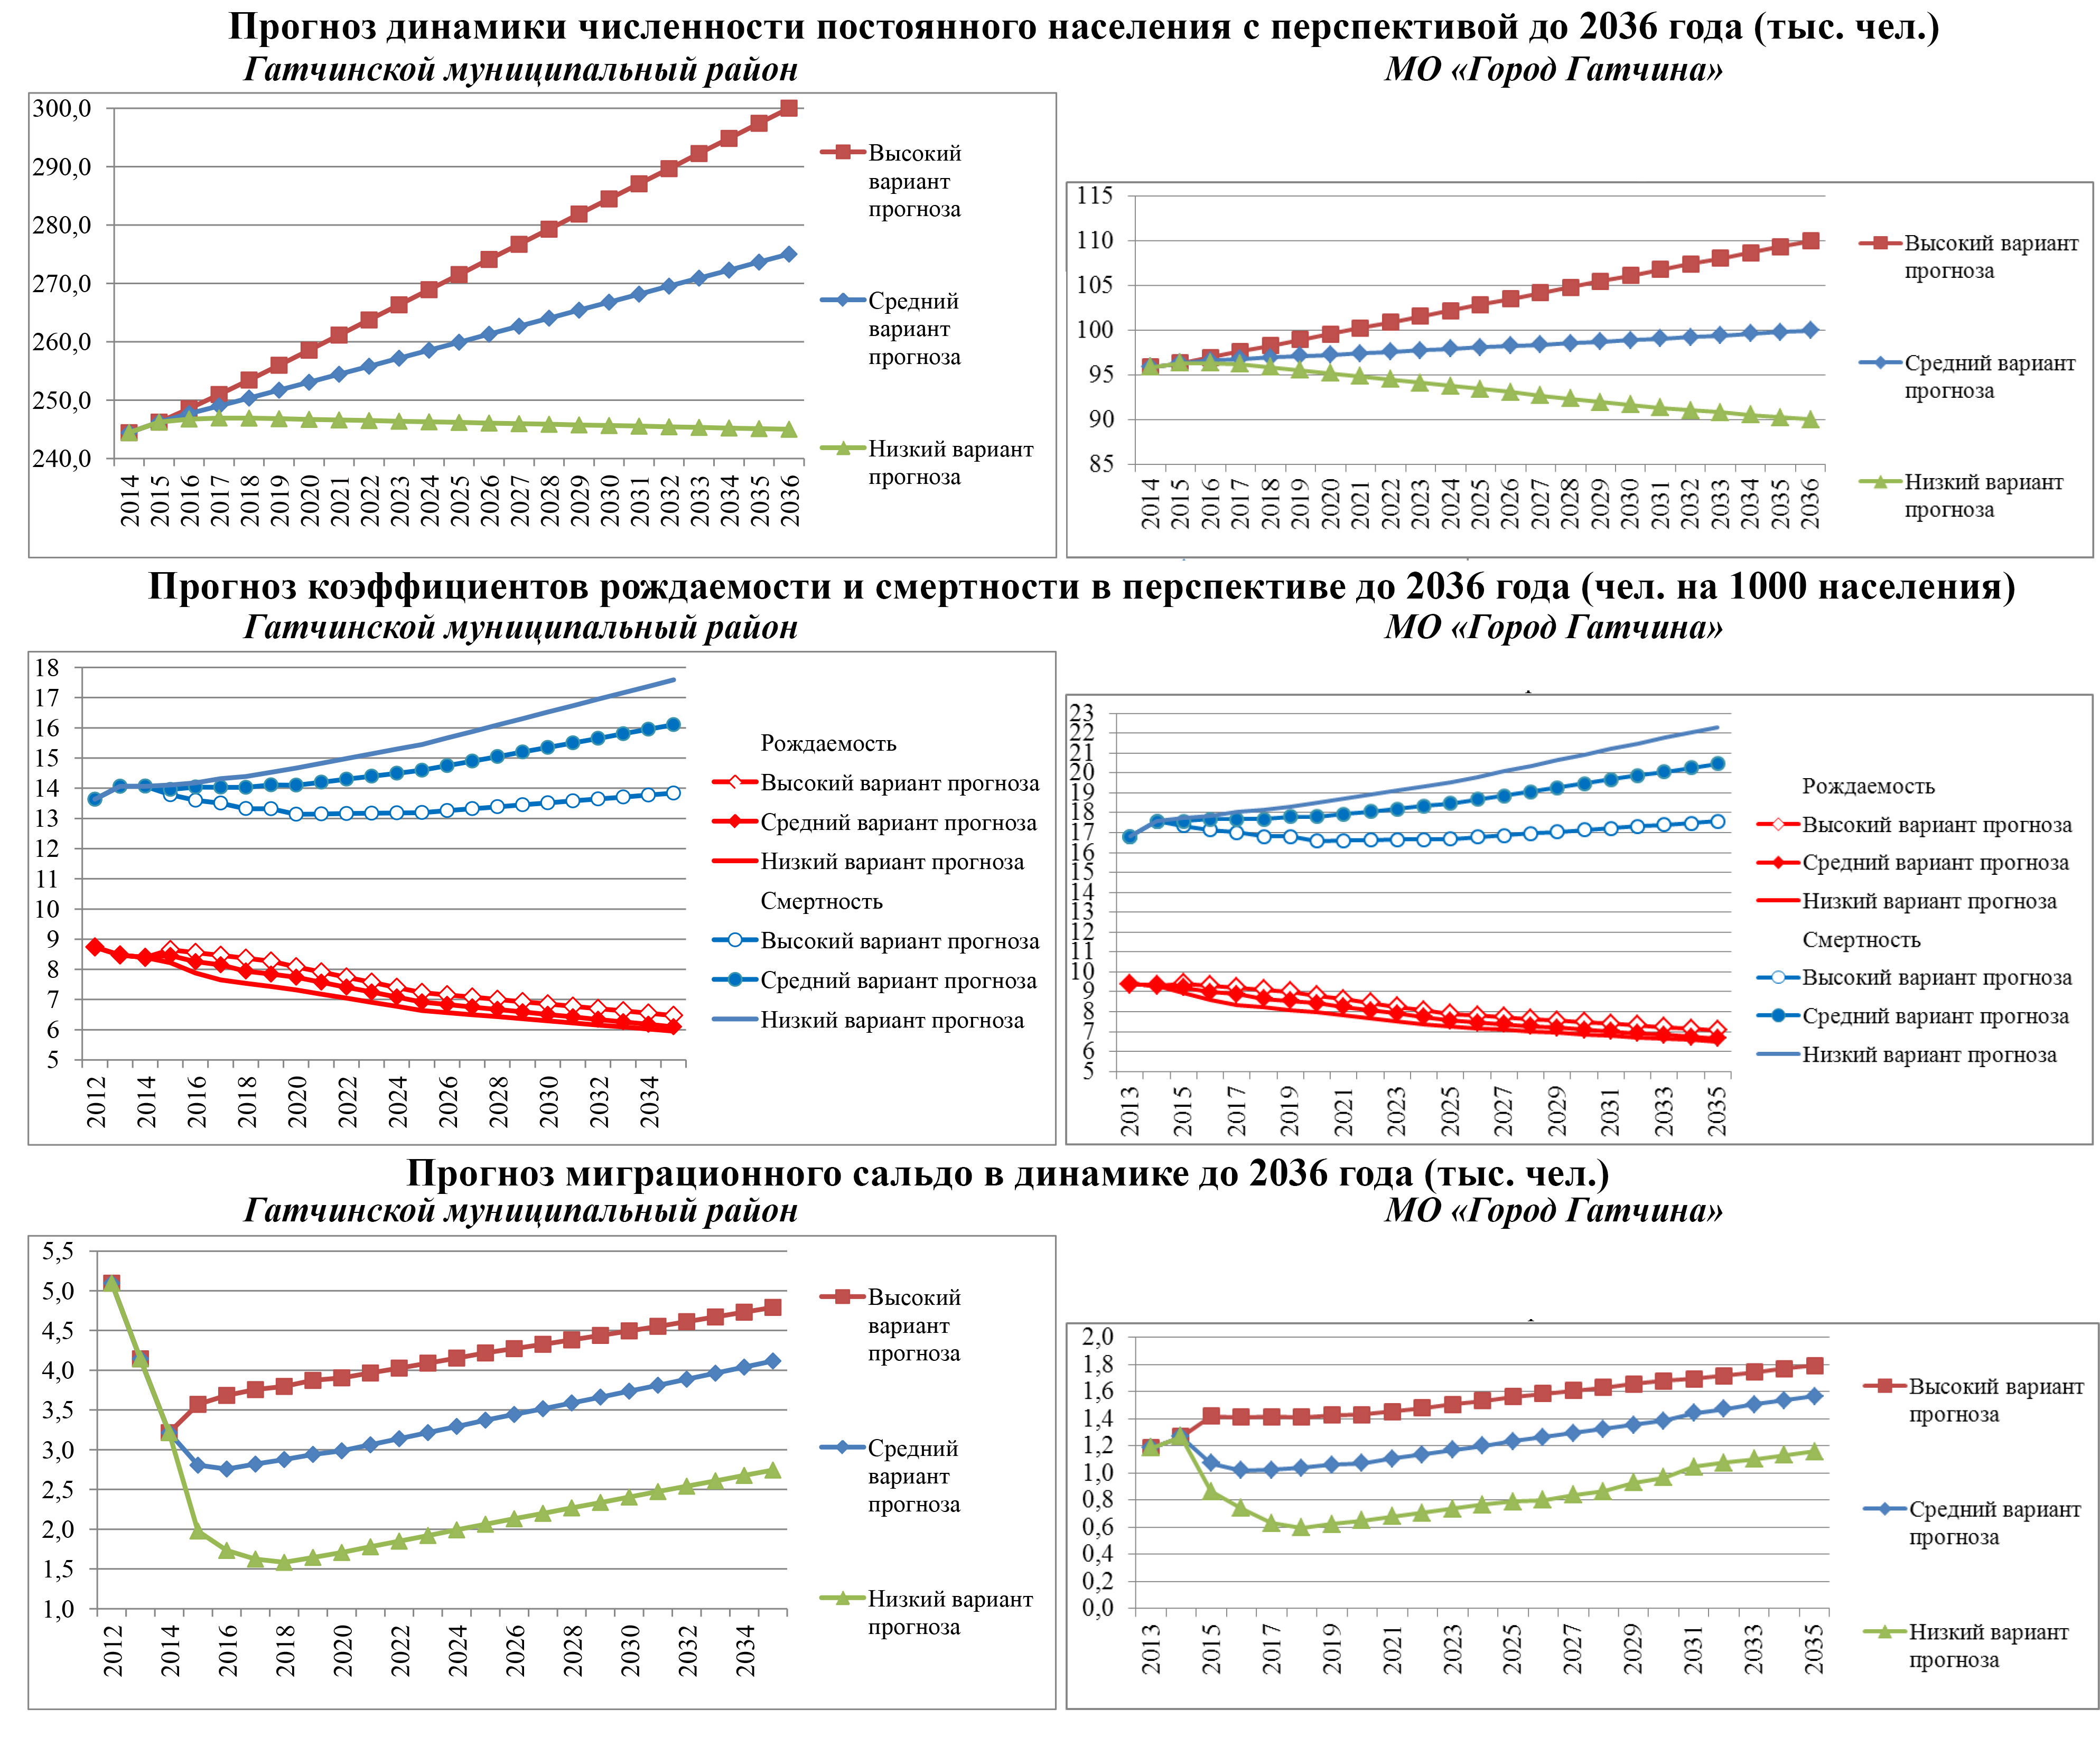 Прогноз динамики численности постоянного населения с перспективой до 2036 года (тыс. чел.)
Гатчинской муниципальный район
МО «Город Гатчина»
300,0
290,0
280,0
270,0
260,0
250,0
240,0
2014 2015 2016 2017 2018 2019 2020 2021 2022 2023 2024 2025 2026 2027 2028 2029 2030 2031 2032 2033 2034 2035 2036
Высокий
вариант
прогноза
Средний
вариант
прогноза
Низкий вариант
прогноза
115
110
105
100
95
90
85
2014 2015 2016 2017 2018 2019 2020 2021 2022 2023 2024 2025 2026 2027 2028 2029 2030 2031 2032 2033 2034 2035 2036
Высокий вариант
прогноза
Средний вариант
прогноза
Низкий вариант
прогноза
Прогноз коэффициентов рождаемости и смертности в перспективе до 2036 года (чел. на 1000 населения)
Гатчинской муниципальный район
МО «Город Гатчина»
18
17
16
15
14
13
12
11
10
9
8
7
6
5
2012 2014 2016 2018 2020 2022 2024 2026 2028 2030 2032 2034
Рождаемость
Высокий вариант прогноза
Средний вариант прогноза
Низкий вариант прогноза
Смертность
Высокий вариант прогноза
Средний вариант прогноза
Низкий вариант прогноза
23
22
21
20
19
18
17
16
15
14
13
12
11
10
9
8
7
6
5
2013 2015 2017 2019 2021 2023 2025 2027 2029 2031 2033 2035
Рождаемость
Высокий вариант прогноза
Средний вариант прогноза
Низкий вариант прогноза
Смертность
Высокий вариант прогноза
Средний вариант прогноза
Низкий вариант прогноза
Прогноз миграционного сальдо в динамике до 2036 года (тыс. чел.)
Гатчинской муниципальный район
МО «Город Гатчина»
5,5
5,0
4,5
4,0
3,5
3,0
2,5
2,0
1,5
1,0
2012 2014 2016 2018 2020 2022 2024 2026 2028 2030 2032 2034
Высокий
вариант
прогноза
Средний
вариант
прогноза
Низкий вариант
прогноза
2,0
1,8
1,6
1,4
1,2
1,0
0,8
0,6
0,4
0,2
0,0
2013 2015 2017 2019 2021 2023 2025 2027 2029 2031 2033 2035
Высокий вариант
прогноза
Средний вариант
прогноза
Низкий вариант
прогноза